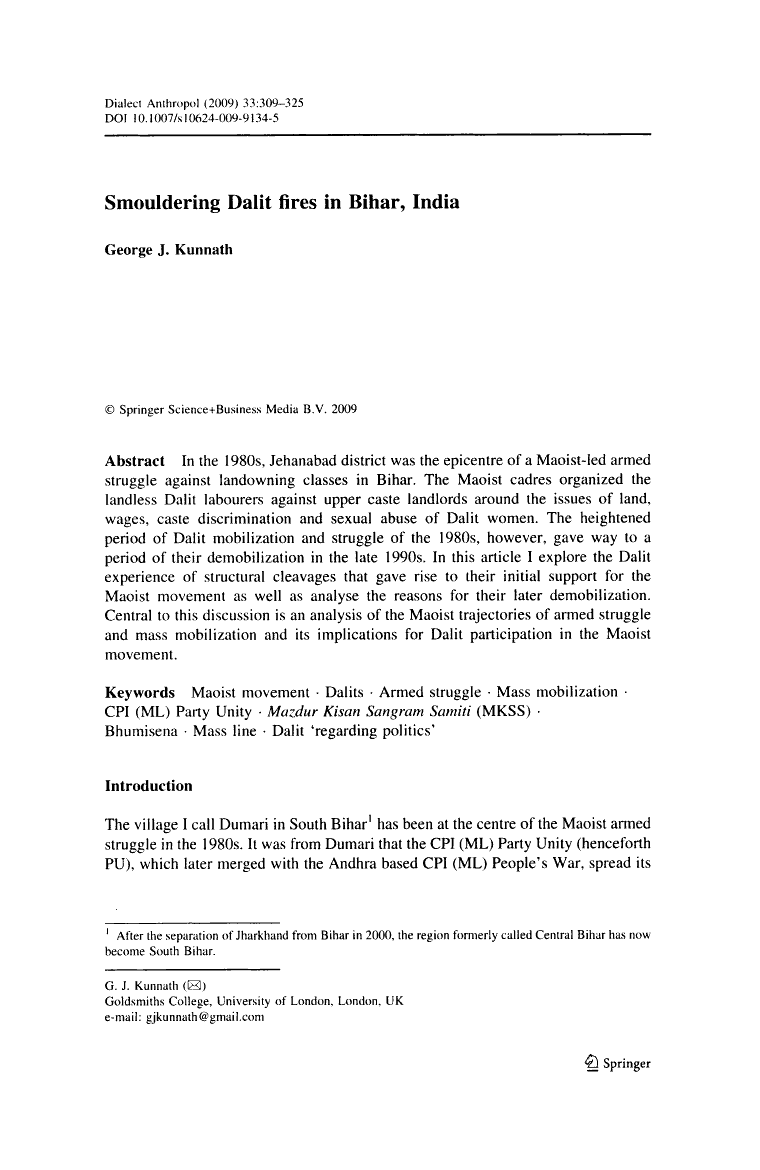 Dialect Anthropol (2009) 33:309–325
DOI 10.1007/s10624-009-9134-5
Smouldering Dalit fires in Bihar, India
George J. Kunnath
© Springer Science+Business Media B.V. 2009
Abstract In the 1980s, Jehanabad district was the epicentre of a Maoist-led armed
struggle against landowning classes in Bihar. The Maoist cadres organized the
landless Dalit labourers against upper caste landlords around the issues of land,
wages, caste discrimination and sexual abuse of Dalit women. The heightened
period of Dalit mobilization and struggle of the 1980s, however, gave way to a
period of their demobilization in the late 1990s. In this article I explore the Dalit
experience of structural cleavages that gave rise to their initial support for the
Maoist movement as well as analyse the reasons for their later demobilization.
Central to this discussion is an analysis of the Maoist trajectories of armed struggle
and mass mobilization and its implications for Dalit participation in the Maoist
movement.
Keywords Maoist movement · Dalits · Armed struggle · Mass mobilization ·
CPI (ML) Party Unity · Mazdur Kisan Sangram Samiti (MKSS) ·
Bhumisena · Mass line · Dalit ‘regarding politics’
Introduction
The village I call Dumari in South Bihar¹ has been at the centre of the Maoist armed
struggle in the 1980s. It was from Dumari that the CPI (ML) Party Unity (henceforth
PU), which later merged with the Andhra based CPI (ML) People's War, spread its
¹ After the separation of Jharkhand from Bihar in 2000, the region formerly called Central Bihar has now
become South Bihar.
G. J. Kunnath (✉)
Goldsmiths College, University of London, London, UK
e-mail: gjkunnath@gmail.com
Springer